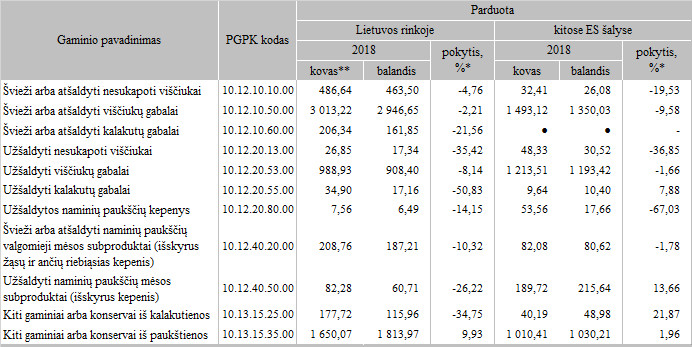 Gaminio pavadinimas PGPK kodas Parduota
Lietuvos rinkoje kitose ES šalyse
2018 pokytis, %* 2018 pokytis, %*
kovas** balandis kovas balandis
Švieži arba atšaldyti nesukapoti viščiukai 10.12.10.10.00 486,64 463,50 -4,76 32,41 26,08 -19,53
Švieži arba atšaldyti viščiukų gabalai 10.12.10.50.00 3 013,22 2 946,65 -2,21 1 493,12 1 350,03 -9,58
Švieži arba atšaldyti kalakutų gabalai 10.12.10.60.00 206,34 161,85 -21,56 ● ● -
Užšaldyti nesukapoti viščiukai 10.12.20.13.00 26,85 17,34 -35,42 48,33 30,52 -36,85
Užšaldyti viščiukų gabalai 10.12.20.53.00 988,93 908,40 -8,14 1 213,51 1 193,42 -1,66
Užšaldyti kalakutų gabalai 10.12.20.55.00 34,90 17,16 -50,83 9,64 10,40 7,88
Užšaldytos naminių paukščių kepenys 10.12.20.80.00 7,56 6,49 -14,15 53,56 17,66 -67,03
Švieži arba atšaldyti naminių paukščių
valgomieji mėsos subproduktai (išskyrus 10.12.40.20.00 208,76 187,21 -10,32 82,08 80,62 -1,78
žąsų ir ančių riebiąsias kepenis)
Užšaldyti naminių paukščių mėsos
subproduktai (išskyrus kepenis) 10.12.40.50.00 82,28 60,71 -26,22 189,72 215,64 13,66
Kiti gaminiai arba konservai iš kalakutienos 10.13.15.25.00 177,72 115,96 -34,75 40,19 48,98 21,87
Kiti gaminiai arba konservai iš paukštienos 10.13.15.35.00 1 650,07 1 813,97 9,93 1 010,41 1 030,21 1,96